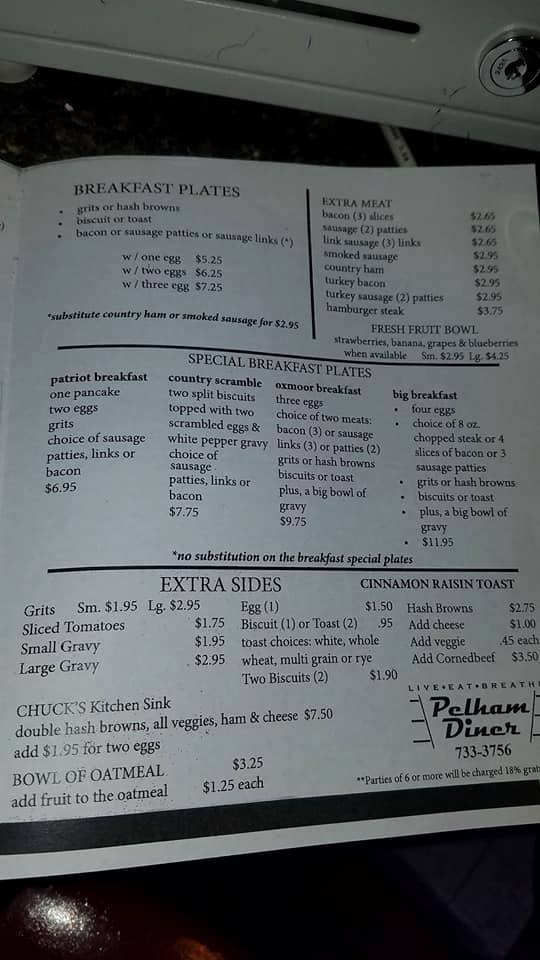 BREAKFAST PLATES
• grits or hash browns
• biscuit or toast
• bacon or sausage patties or sausage links (*)
w / one egg $5.25
w / two eggs $6.25
w / three egg $7.25
*substitute country ham or smoked sausage for $2.95
EXTRA MEAT
bacon (3) slices $2.65
sausage (2) patties $2.65
link sausage (3) links $2.65
smoked sausage $2.95
country ham $2.95
turkey bacon $2.95
turkey sausage (2) patties $2.95
hamburger steak $3.75
FRESH FRUIT BOWL
strawberries, banana, grapes & blueberries
when available Sm. $2.95 Lg. $4.25
SPECIAL BREAKFAST PLATES
patriot breakfast
one pancake
two eggs
grits
choice of sausage
patties, links or
bacon
$6.95
country scramble
two split biscuits
topped with two
scrambled eggs &
white pepper gravy
choice of
sausage
patties, links or
bacon
$7.75
oxmoor breakfast
three eggs
choice of two meats:
bacon (3) or sausage
links (3) or patties (2)
grits or hash browns
biscuits or toast
plus, a big bowl of
gravy
$9.75
big breakfast
• four eggs
• choice of 8 oz.
chopped steak or 4
slices of bacon or 3
sausage patties
• grits or hash browns
• biscuits or toast
• plus, a big bowl of
gravy
• $11.95
*no substitution on the breakfast special plates
EXTRA SIDES
Grits Sm. $1.95 Lg. $2.95
Sliced Tomatoes $1.75
Small Gravy $1.95
Large Gravy $2.95
Egg (1) $1.50
Biscuit (1) or Toast (2) .95
toast choices: white, whole
wheat, multi grain or rye
Two Biscuits (2) $1.90
CINNAMON RAISIN TOAST
Hash Browns $2.75
Add cheese $1.00
Add veggie .45 each
Add Cornedbeef $3.50
CHUCK'S Kitchen Sink
double hash browns, all veggies, ham & cheese $7.50
add $1.95 for two eggs
BOWL OF OATMEAL $3.25
add fruit to the oatmeal $1.25 each
LIVE•EAT•BREATHE
Pelham
Diner
733-3756
**Parties of 6 or more will be charged 18% grat